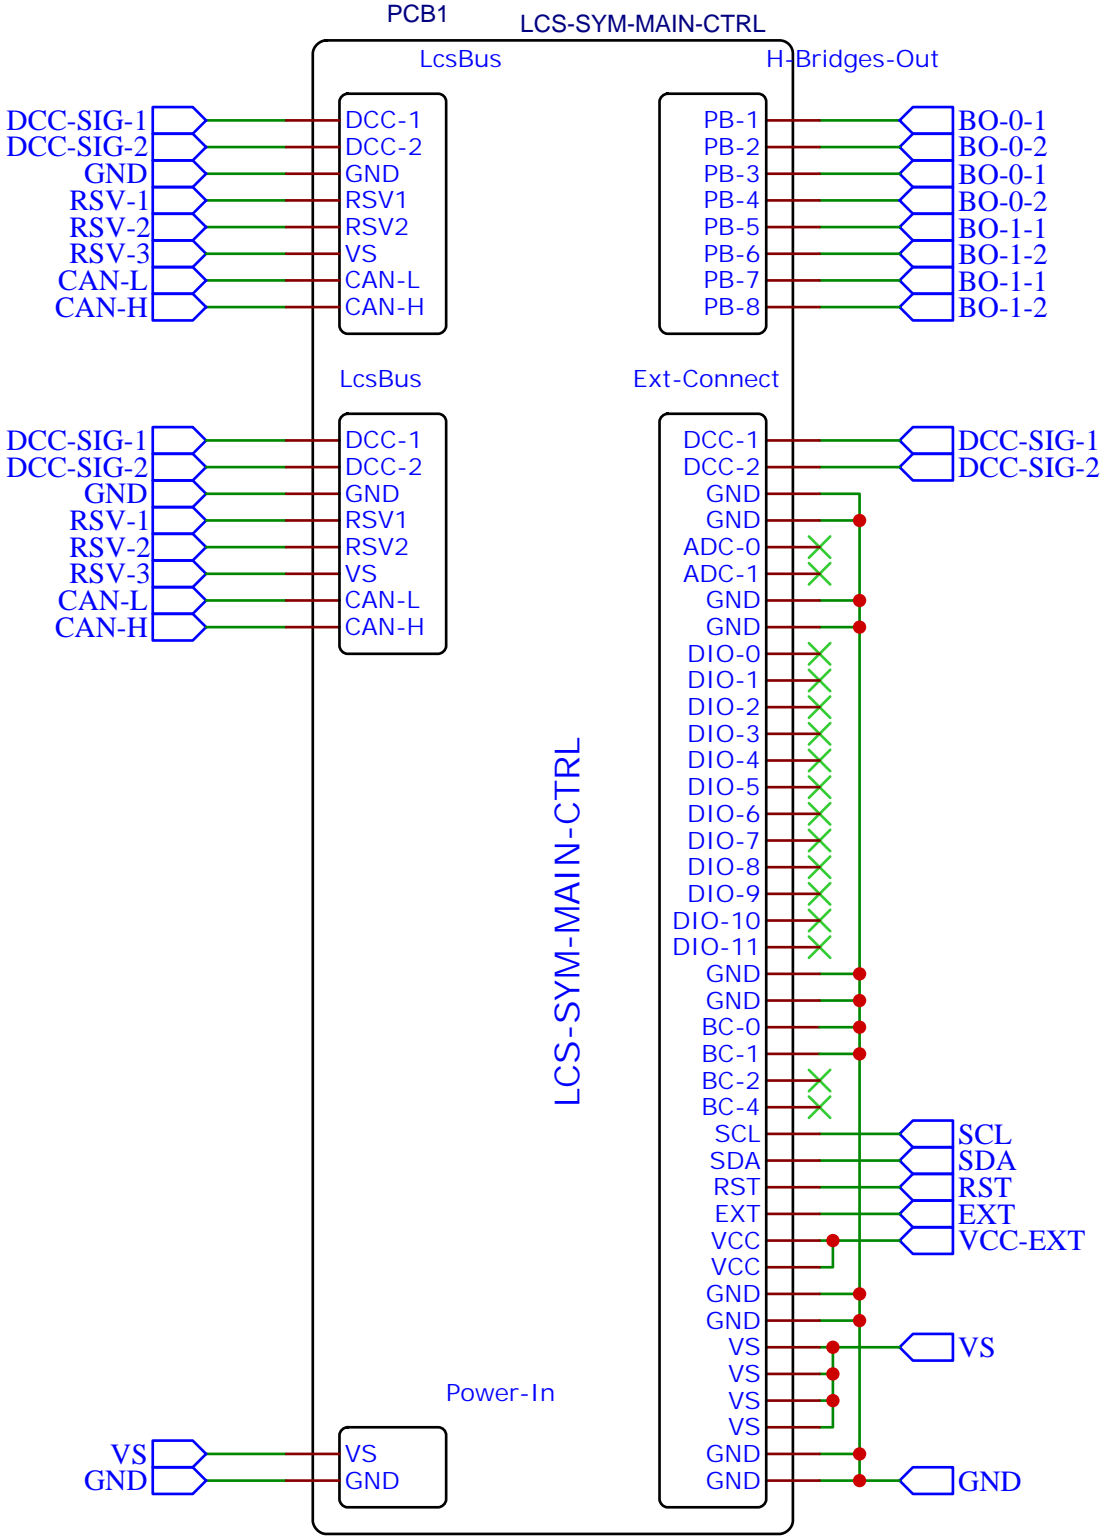 PCB1
LCS-SYM-MAIN-CTRL
LcsBus
H-Bridges-Out
DCC-SIG-1 DCC-1 PB-1 BO-0-1
DCC-SIG-2 DCC-2 PB-2 BO-0-2
GND GND PB-3 BO-0-1
RSV-1 RSV1 PB-4 BO-0-2
RSV-2 RSV2 PB-5 BO-1-1
RSV-3 VS PB-6 BO-1-2
CAN-L CAN-L PB-7 BO-1-1
CAN-H CAN-H PB-8 BO-1-2
LcsBus
Ext-Connect
DCC-SIG-1 DCC-1 DCC-1 DCC-SIG-1
DCC-SIG-2 DCC-2 DCC-2 DCC-SIG-2
GND GND GND
RSV-1 RSV1 GND
RSV-2 RSV2 ADC-0
RSV-3 VS ADC-1
CAN-L CAN-L GND
CAN-H CAN-H GND
DIO-0
DIO-1
DIO-2
DIO-3
DIO-4
DIO-5
DIO-6
DIO-7
DIO-8
DIO-9
DIO-10
DIO-11
LCS-SYM-MAIN-CTRL
GND
GND
BC-0
BC-1
BC-2
BC-4
SCL SCL
SDA SDA
RST RST
EXT EXT
VCC VCC-EXT
VCC
GND
GND
VS VS
VS
VS
VS
Power-In
VS VS GND
GND GND GND GND